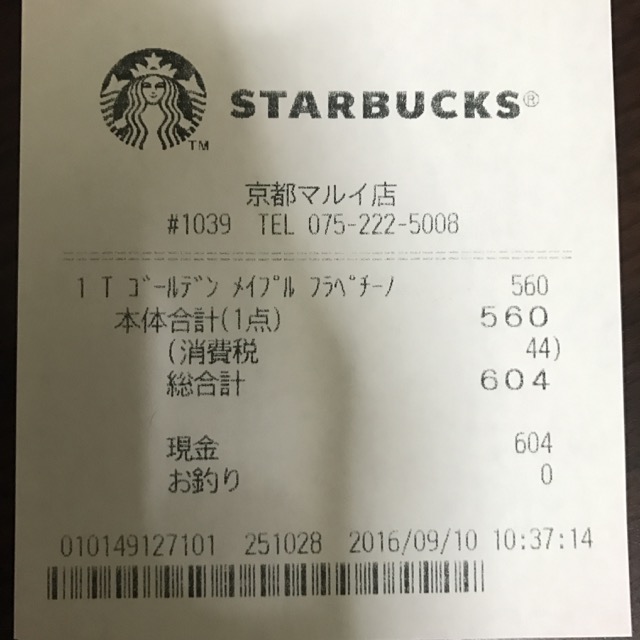 STARBUCKS®
TM
京都マルイ店
#1039 TEL 075-222-5008
1 T ｺﾞｰﾙﾃﾞﾝ ﾒｲﾌﾟﾙ ﾌﾗﾍﾟﾁｰﾉ 560
本体合計(1点) 560
(消費税 44)
総合計 604
現金 604
お釣り 0
010149127101 251028 2016/09/10 10:37:14